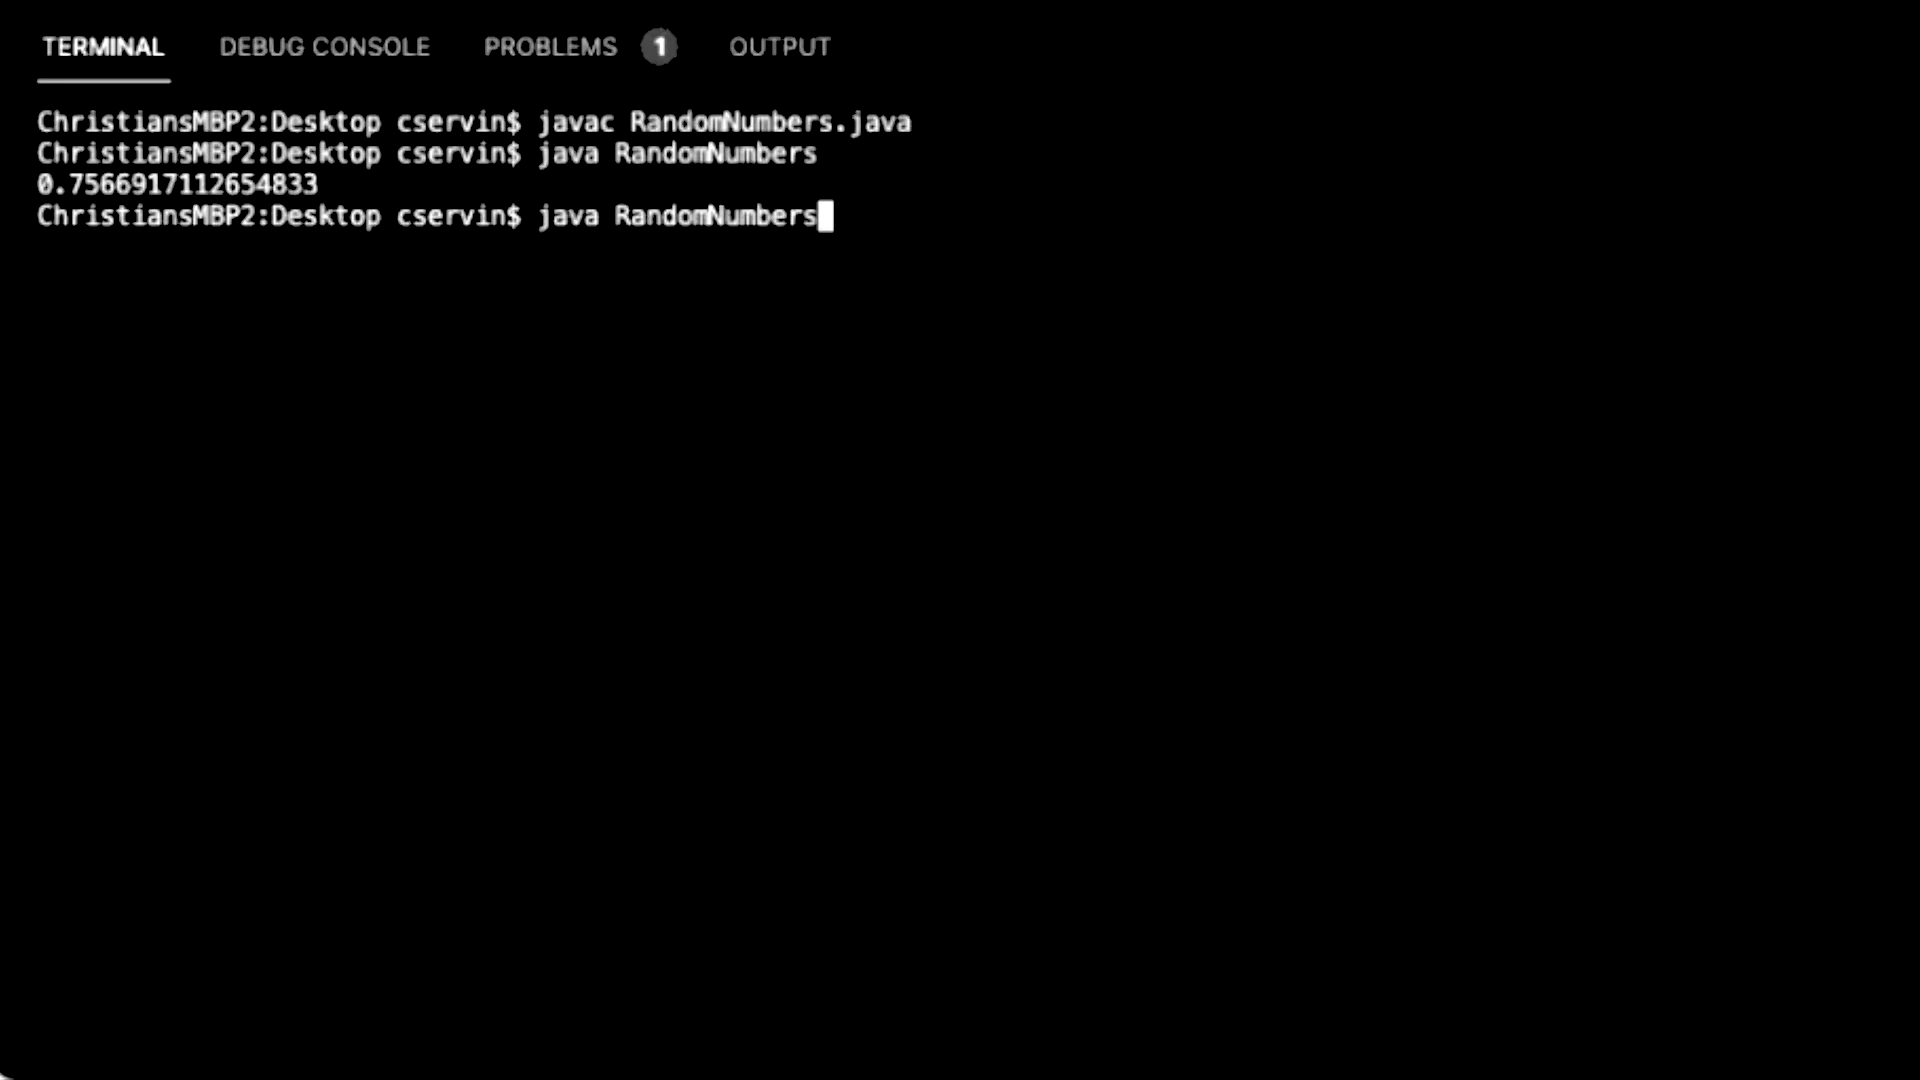 TERMINAL DEBUG CONSOLE PROBLEMS 1 OUTPUT
ChristiansMBP2:Desktop cservin$ javac RandomNumbers.java
ChristiansMBP2:Desktop cservin$ java RandomNumbers
0.7566917112654833
ChristiansMBP2:Desktop cservin$ java RandomNumbers